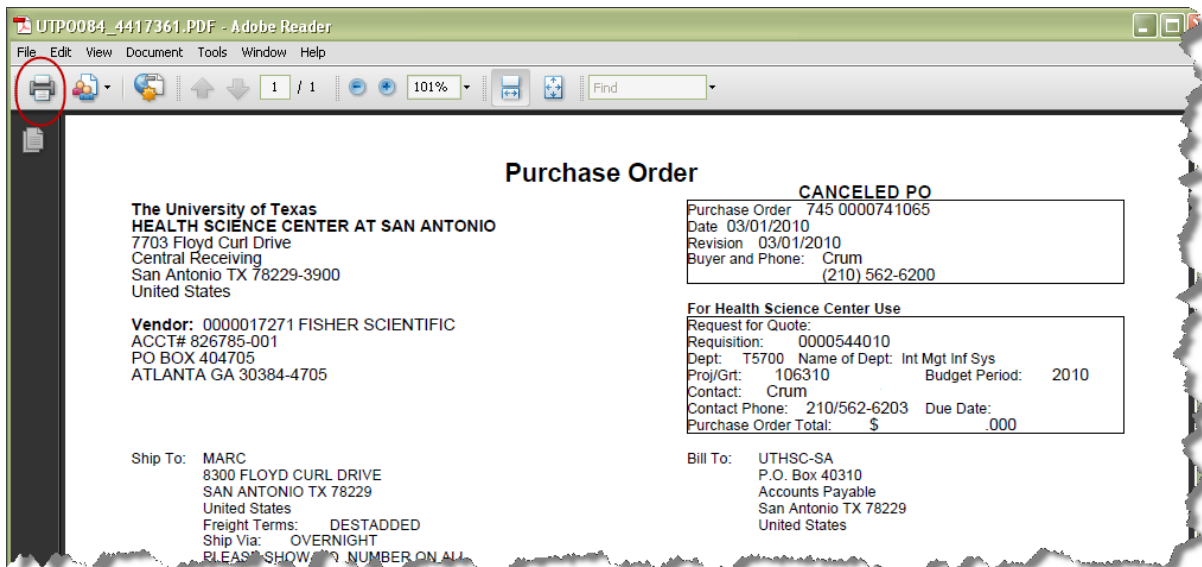 UTPO084_4417361.PDF - Adobe Reader
File Edit View Document Tools Window Help
1 / 1 101% Find
Purchase Order
CANCELED PO
The University of Texas
HEALTH SCIENCE CENTER AT SAN ANTONIO
7703 Floyd Curl Drive
Central Receiving
San Antonio TX 78229-3900
United States
Purchase Order 745 0000741065
Date 03/01/2010
Revision 03/01/2010
Buyer and Phone: Crum
(210) 562-6200
Vendor: 0000017271 FISHER SCIENTIFIC
ACCT# 826785-001
PO BOX 404705
ATLANTA GA 30384-4705
For Health Science Center Use
Request for Quote:
Requisition: 0000544010
Dept: T5700 Name of Dept: Int Mgt Inf Sys
Proj/Grt: 106310 Budget Period: 2010
Contact: Crum
Contact Phone: 210/562-6203 Due Date:
Purchase Order Total: $ .000
Ship To: MARC
8300 FLOYD CURL DRIVE
SAN ANTONIO TX 78229
United States
Freight Terms: DESTADDED
Ship Via: OVERNIGHT
PLEASE SHOW NUMBER ON ALL
Bill To: UTHSC-SA
P.O. Box 40310
Accounts Payable
San Antonio TX 78229
United States